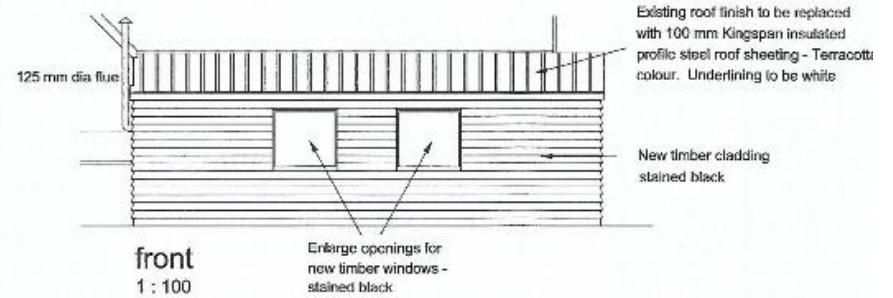 Existing roof finish to be replaced
with 100 mm Kingspan insulated
profile steel roof sheeting - Terracotta
colour. Underlining to be white
125 mm dia flue
New timber cladding
stained black
Enlarge openings for
new timber windows -
stained black
front
1 : 100